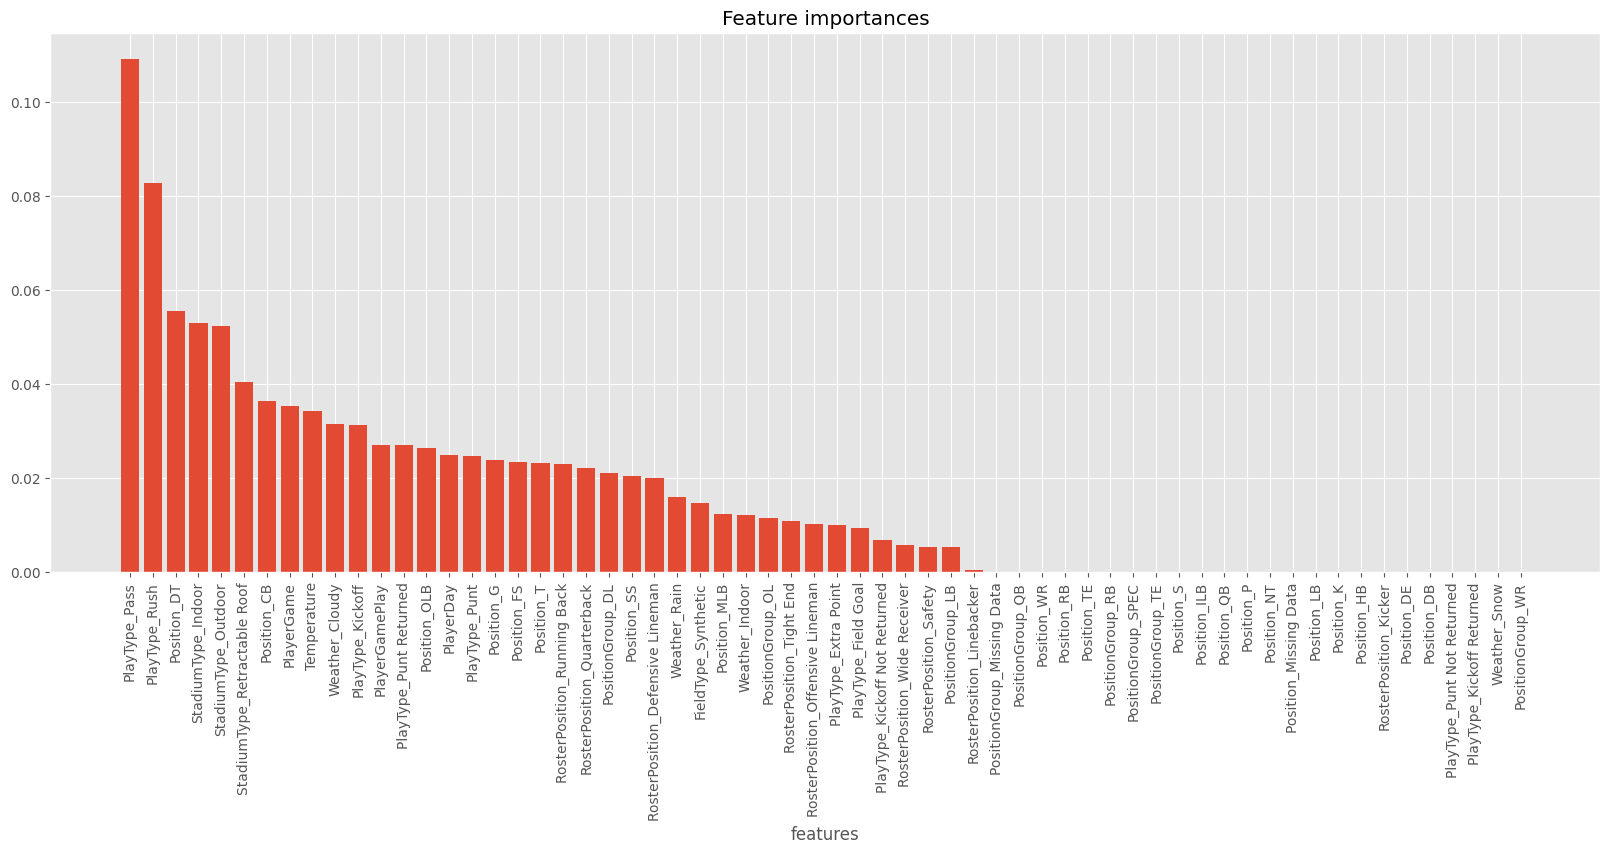 Feature importances
0.10
0.08
0.06
0.04
0.02
0.00
PlayType_Pass
PlayType_Rush
Position_DT
StadiumType_Indoor
StadiumType_Outdoor
StadiumType_Retractable Roof
Position_CB
PlayerGame
Temperature
Weather_Cloudy
PlayType_Kickoff
PlayerGamePlay
PlayType_Punt Returned
Position_OLB
PlayerDay
PlayType_Punt
Position_G
Position_FS
Position_T
RosterPosition_Running Back
RosterPosition_Quarterback
PositionGroup_DL
Position_SS
RosterPosition_Defensive Lineman
Weather_Rain
FieldType_Synthetic
Position_MLB
Weather_Indoor
PositionGroup_OL
RosterPosition_Tight End
RosterPosition_Offensive Lineman
PlayType_Extra Point
PlayType_Field Goal
PlayType_Kickoff Not Returned
RosterPosition_Wide Receiver
RosterPosition_Safety
PositionGroup_LB
RosterPosition_Linebacker
PositionGroup_Missing Data
PositionGroup_QB
Position_WR
Position_RB
Position_TE
PositionGroup_RB
PositionGroup_SPEC
PositionGroup_TE
Position_S
Position_ILB
Position_QB
Position_P
Position_NT
Position_Missing Data
Position_LB
Position_K
Position_HB
RosterPosition_Kicker
Position_DE
Position_DB
PlayType_Punt Not Returned
PlayType_Kickoff Returned
Weather_Snow
PositionGroup_WR
features